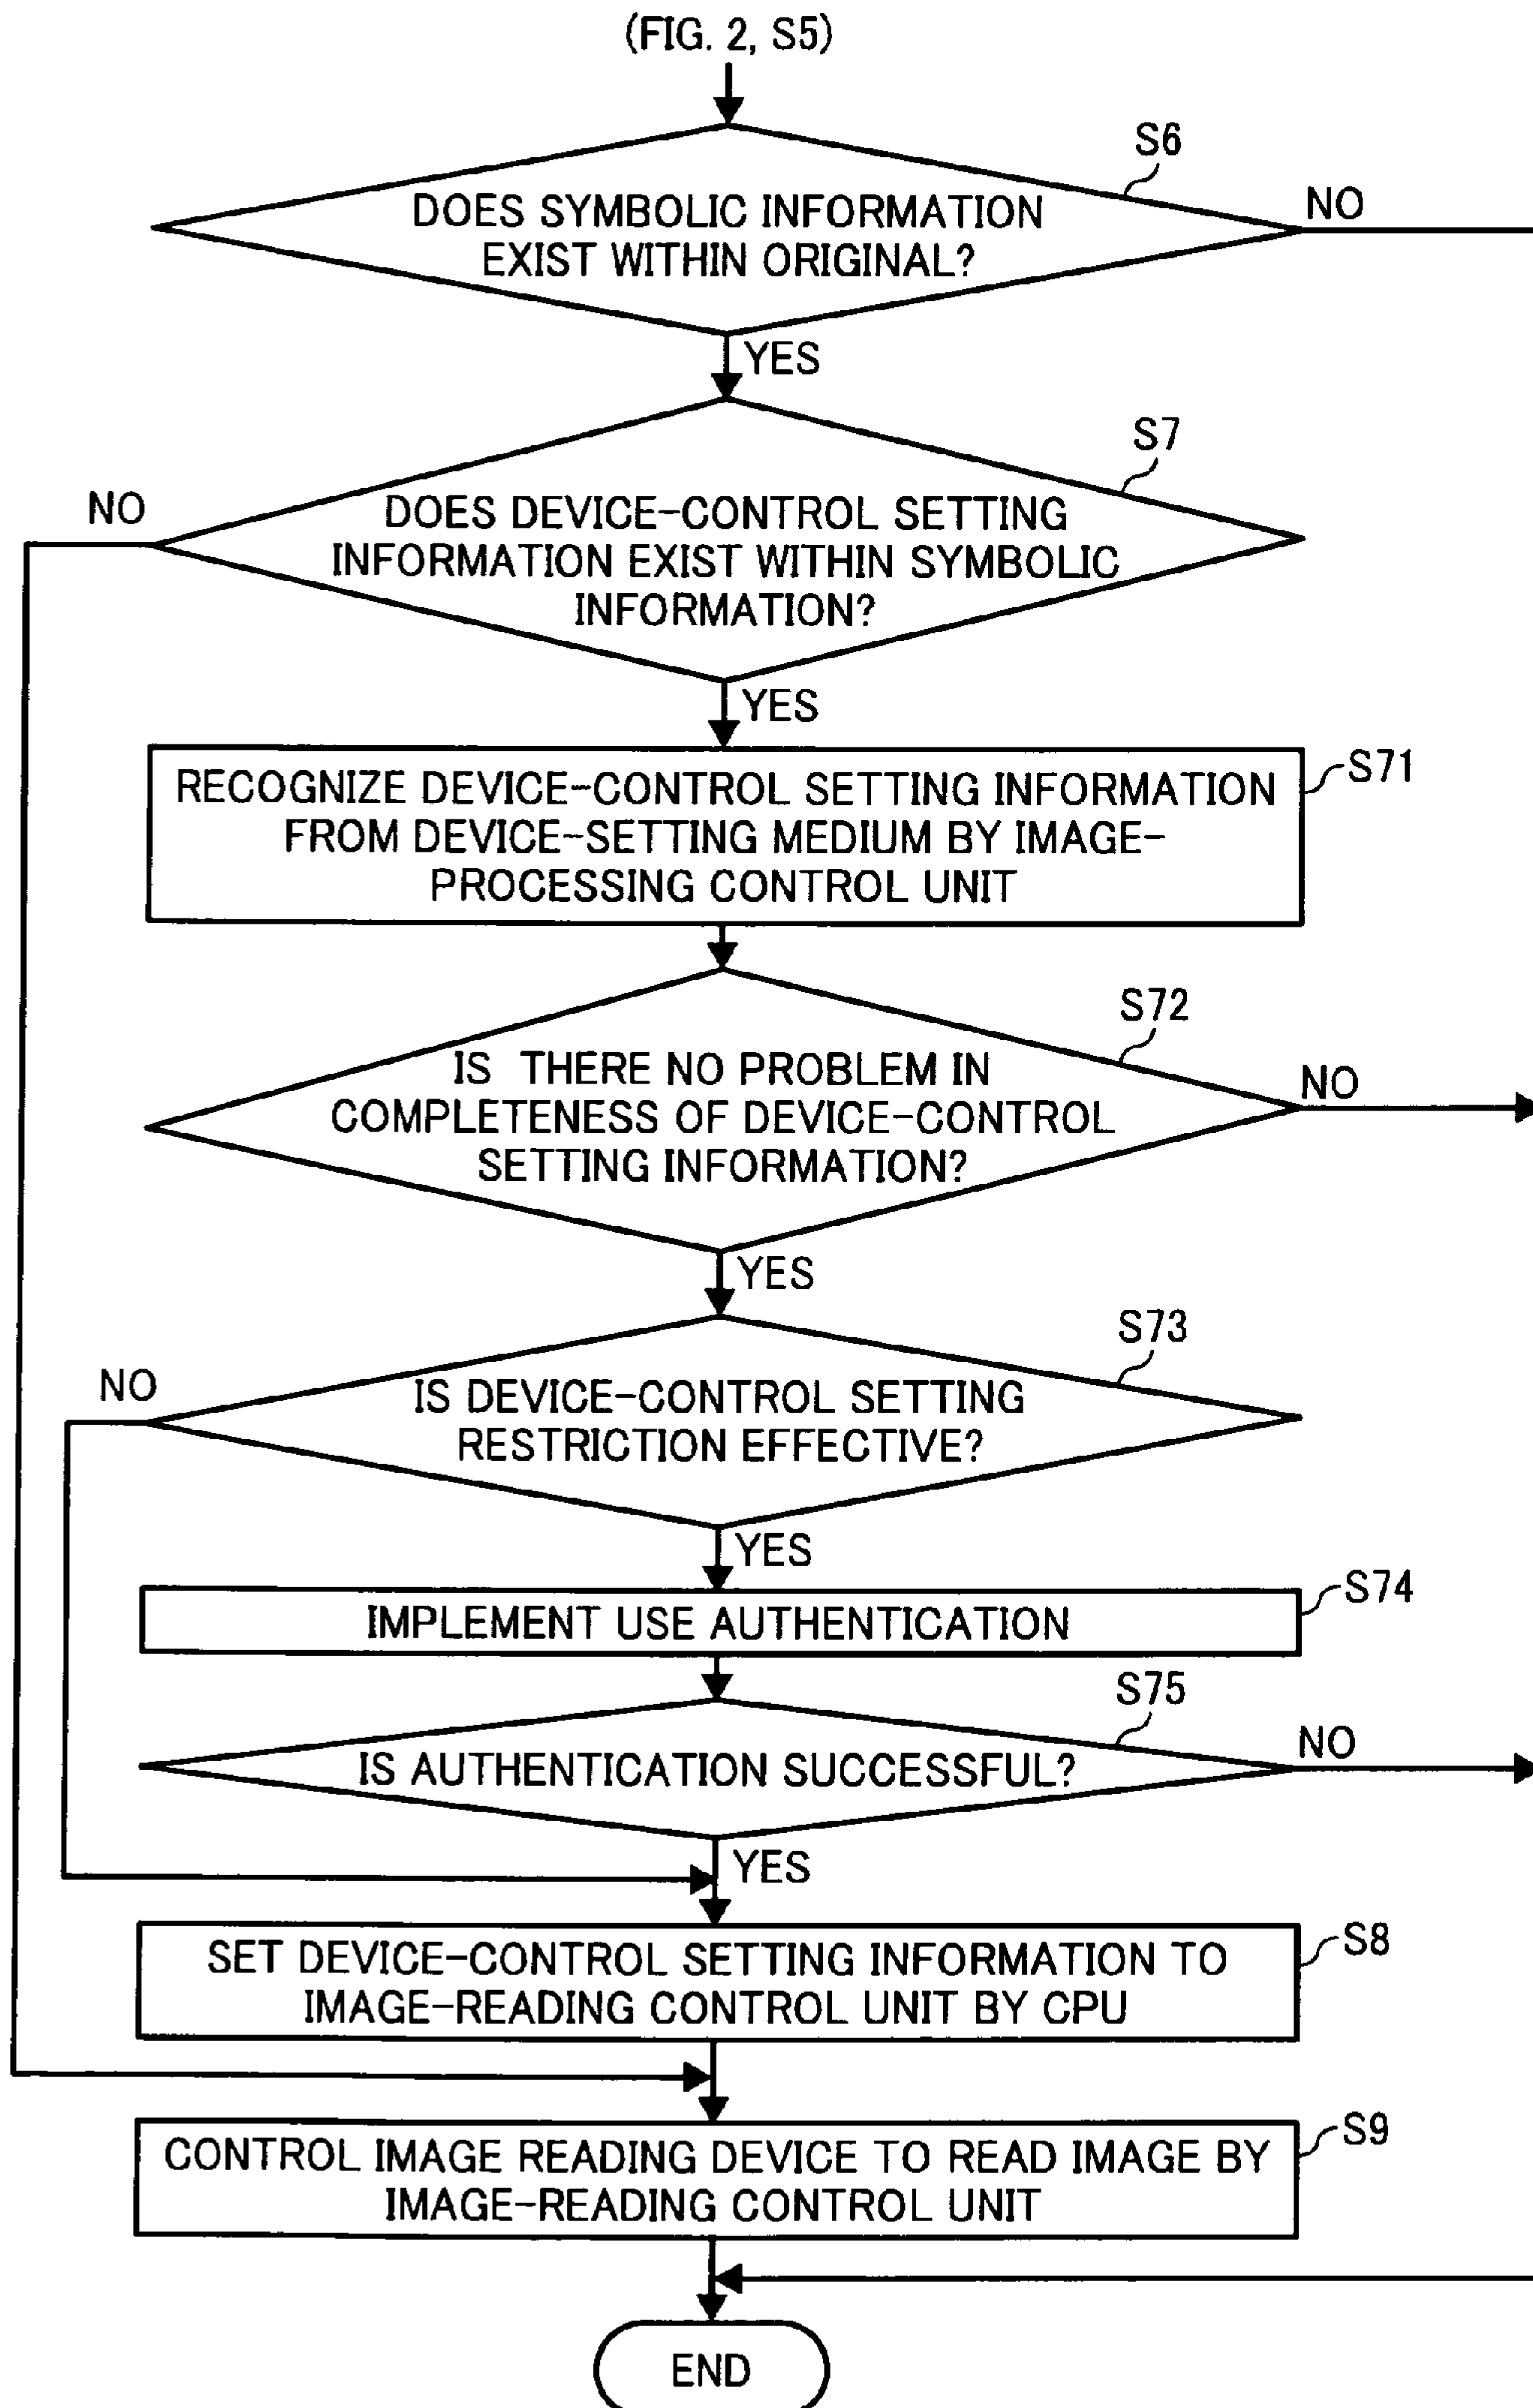 (FIG. 2, S5)
S6
DOES SYMBOLIC INFORMATION
EXIST WITHIN ORIGINAL?
NO
YES
S7
NO
DOES DEVICE-CONTROL SETTING
INFORMATION EXIST WITHIN SYMBOLIC
INFORMATION?
YES
S71
RECOGNIZE DEVICE-CONTROL SETTING INFORMATION
FROM DEVICE-SETTING MEDIUM BY IMAGE-
PROCESSING CONTROL UNIT
S72
IS THERE NO PROBLEM IN
COMPLETENESS OF DEVICE-CONTROL
SETTING INFORMATION?
NO
YES
S73
NO
IS DEVICE-CONTROL SETTING
RESTRICTION EFFECTIVE?
YES
S74
IMPLEMENT USE AUTHENTICATION
S75
IS AUTHENTICATION SUCCESSFUL?
NO
YES
S8
SET DEVICE-CONTROL SETTING INFORMATION TO
IMAGE-READING CONTROL UNIT BY CPU
S9
CONTROL IMAGE READING DEVICE TO READ IMAGE BY
IMAGE-READING CONTROL UNIT
END